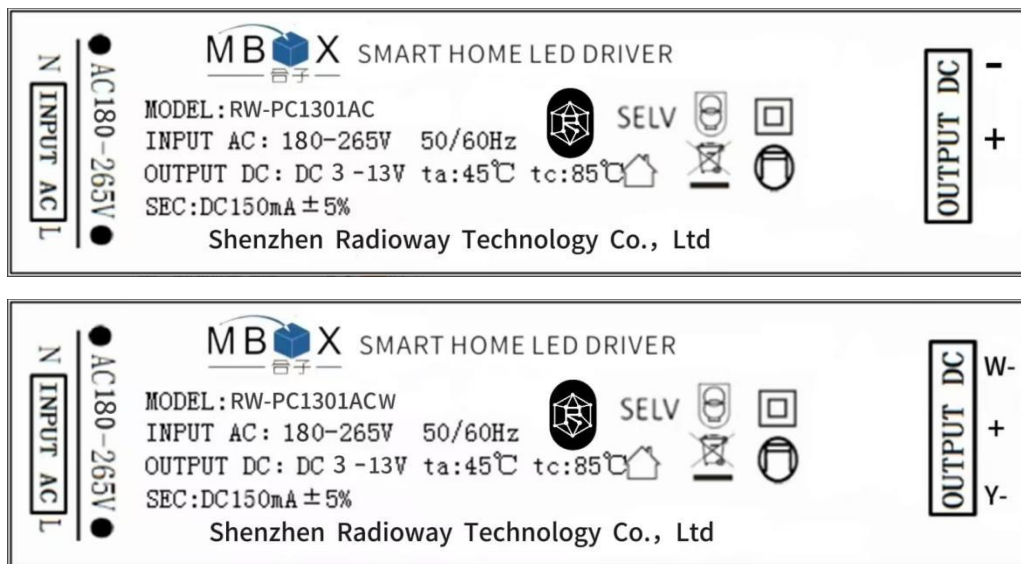 MBOX SMART HOME LED DRIVER
合子
MODEL:RW-PC1301AC
INPUT AC: 180-265V 50/60Hz
OUTPUT DC: DC 3-13V ta:45℃ tc:85℃
SEC:DC150mA±5%
Shenzhen Radioway Technology Co., Ltd
SELV
N INPUT AC L
AC180-265V
OUTPUT DC
-
+
MBOX SMART HOME LED DRIVER
合子
MODEL:RW-PC1301ACW
INPUT AC: 180-265V 50/60Hz
OUTPUT DC: DC 3-13V ta:45℃ tc:85℃
SEC:DC150mA±5%
Shenzhen Radioway Technology Co., Ltd
SELV
N INPUT AC L
AC180-265V
OUTPUT DC
W-
+
Y-